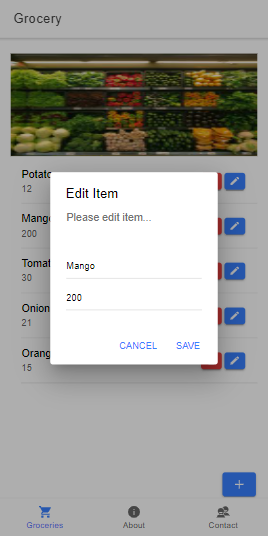 Grocery
Potato
12
Edit Item
Please edit item...
Mango
200
Mango
200
Tomat
30
Onion
21
CANCEL SAVE
Orang
15
Groceries About Contact